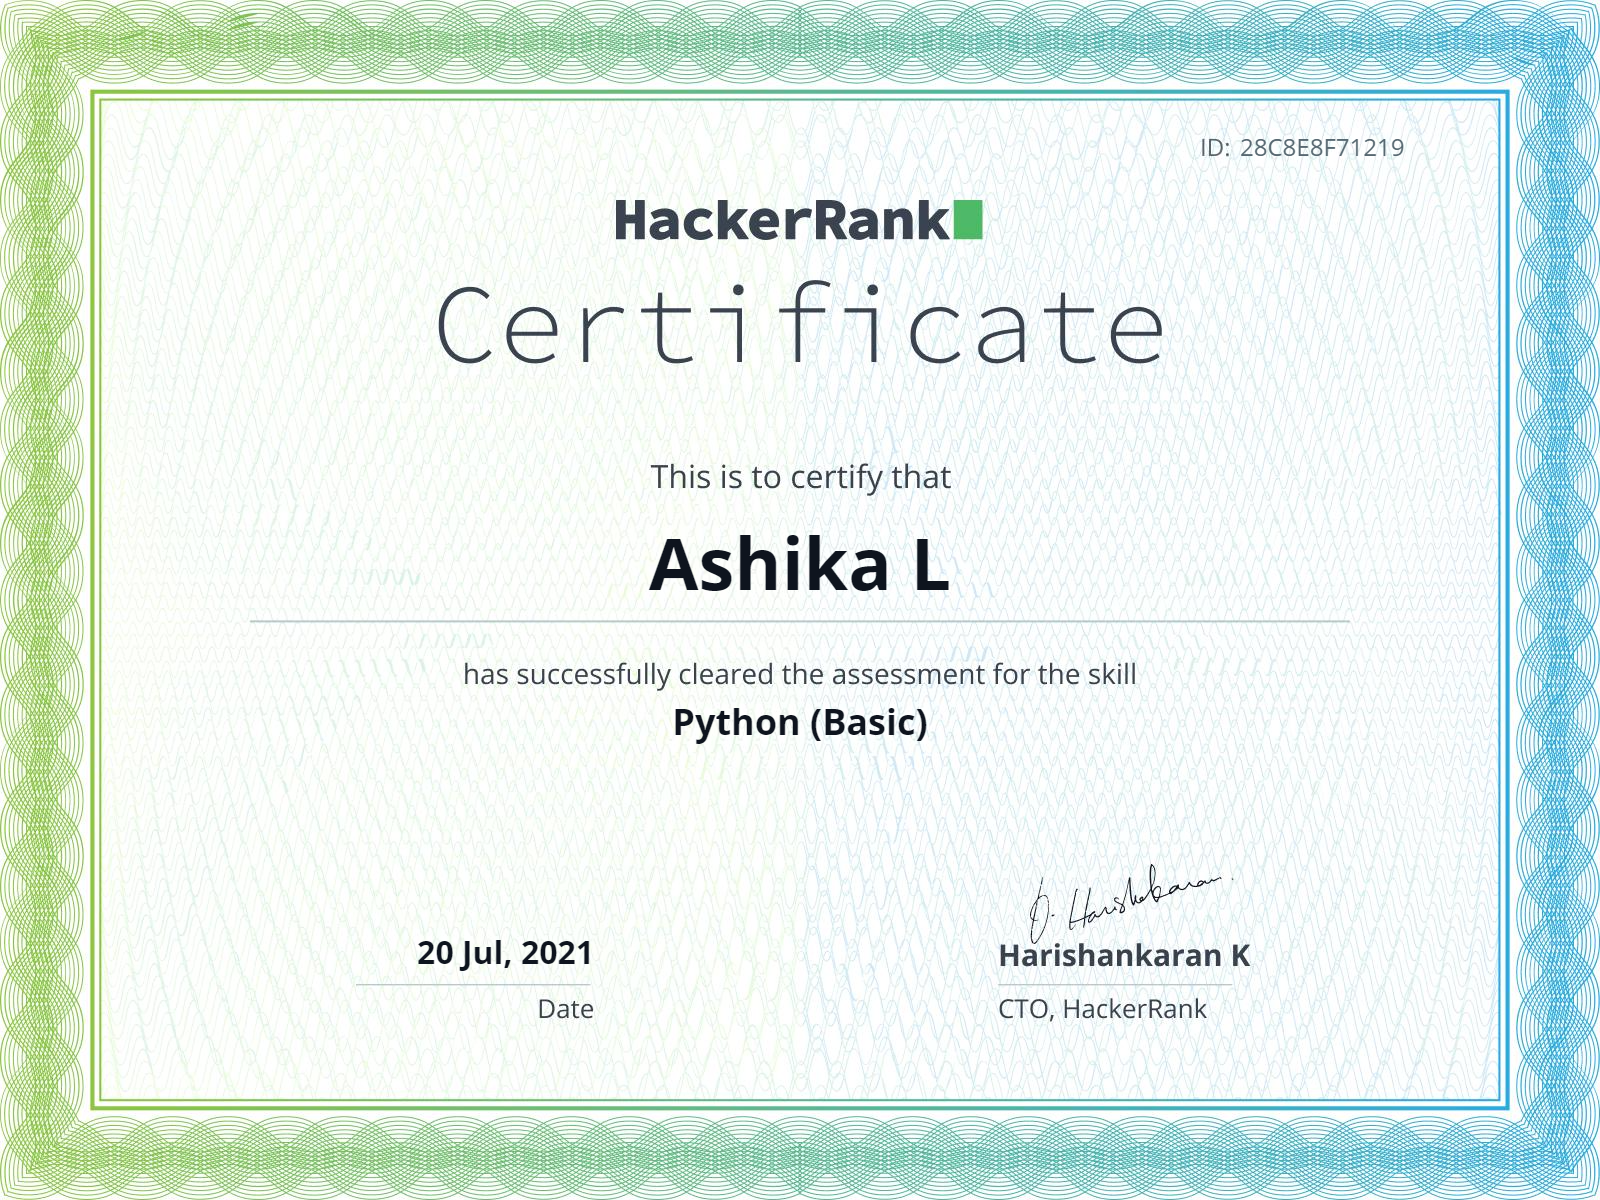 ID: 28C8E8F71219
HackerRank
Certificate
This is to certify that
Ashika L
has successfully cleared the assessment for the skill
Python (Basic)
20 Jul, 2021
Date
Harishankaran K
CTO, HackerRank